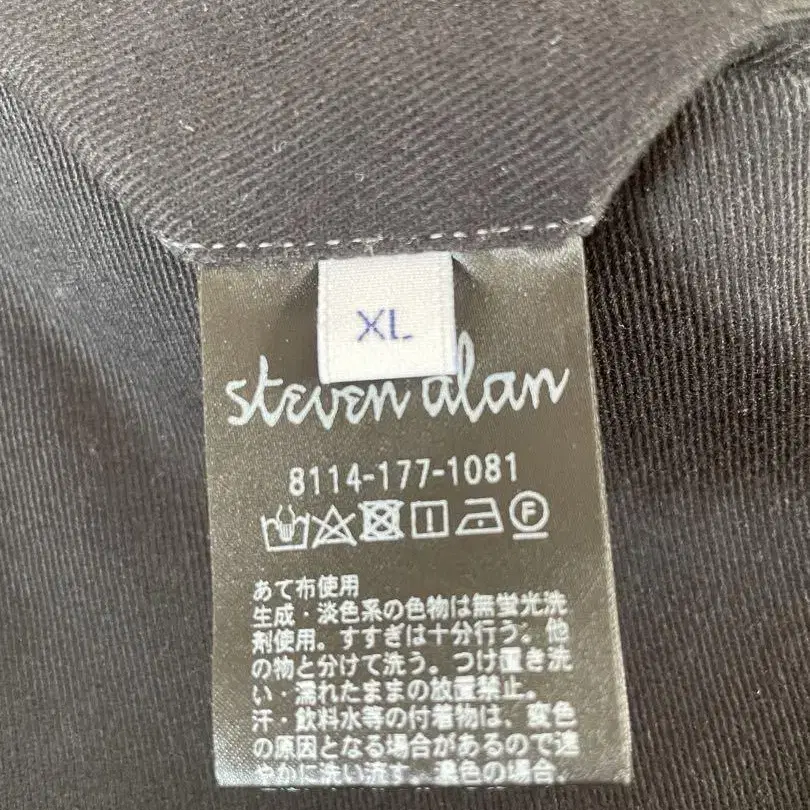 XL
steven alan
8114-177-1081
F
あて布使用
生成・淡色系の色物は無蛍光洗
剤使用。すすぎは十分行う。他
の物と分けて洗う。つけ置き洗
い・濡れたままの放置禁止。
汗・飲料水等の付着物は、変色
の原因となる場合があるので速
やかに洗い流す。濃色の場合、